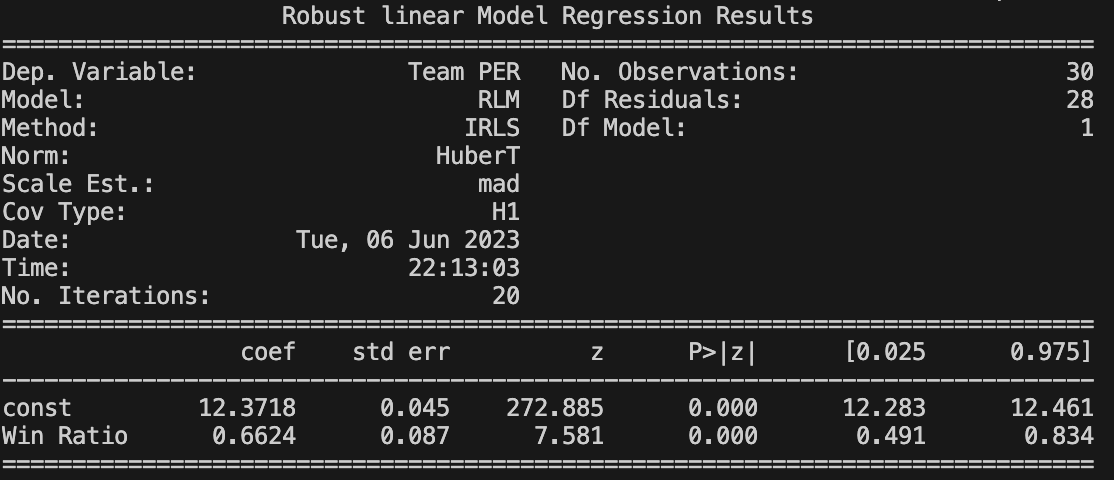 Robust linear Model Regression Results
==============================================================================
Dep. Variable:               Team PER   No. Observations:                   30
Model:                            RLM   Df Residuals:                       28
Method:                          IRLS   Df Model:                            1
Norm:                          HuberT
Scale Est.:                       mad
Cov Type:                          H1
Date:                Tue, 06 Jun 2023
Time:                        22:13:03
No. Iterations:                    20
==============================================================================
                 coef    std err          z      P>|z|      [0.025      0.975]
------------------------------------------------------------------------------
const         12.3718      0.045    272.885      0.000      12.283      12.461
Win Ratio      0.6624      0.087      7.581      0.000       0.491       0.834
==============================================================================